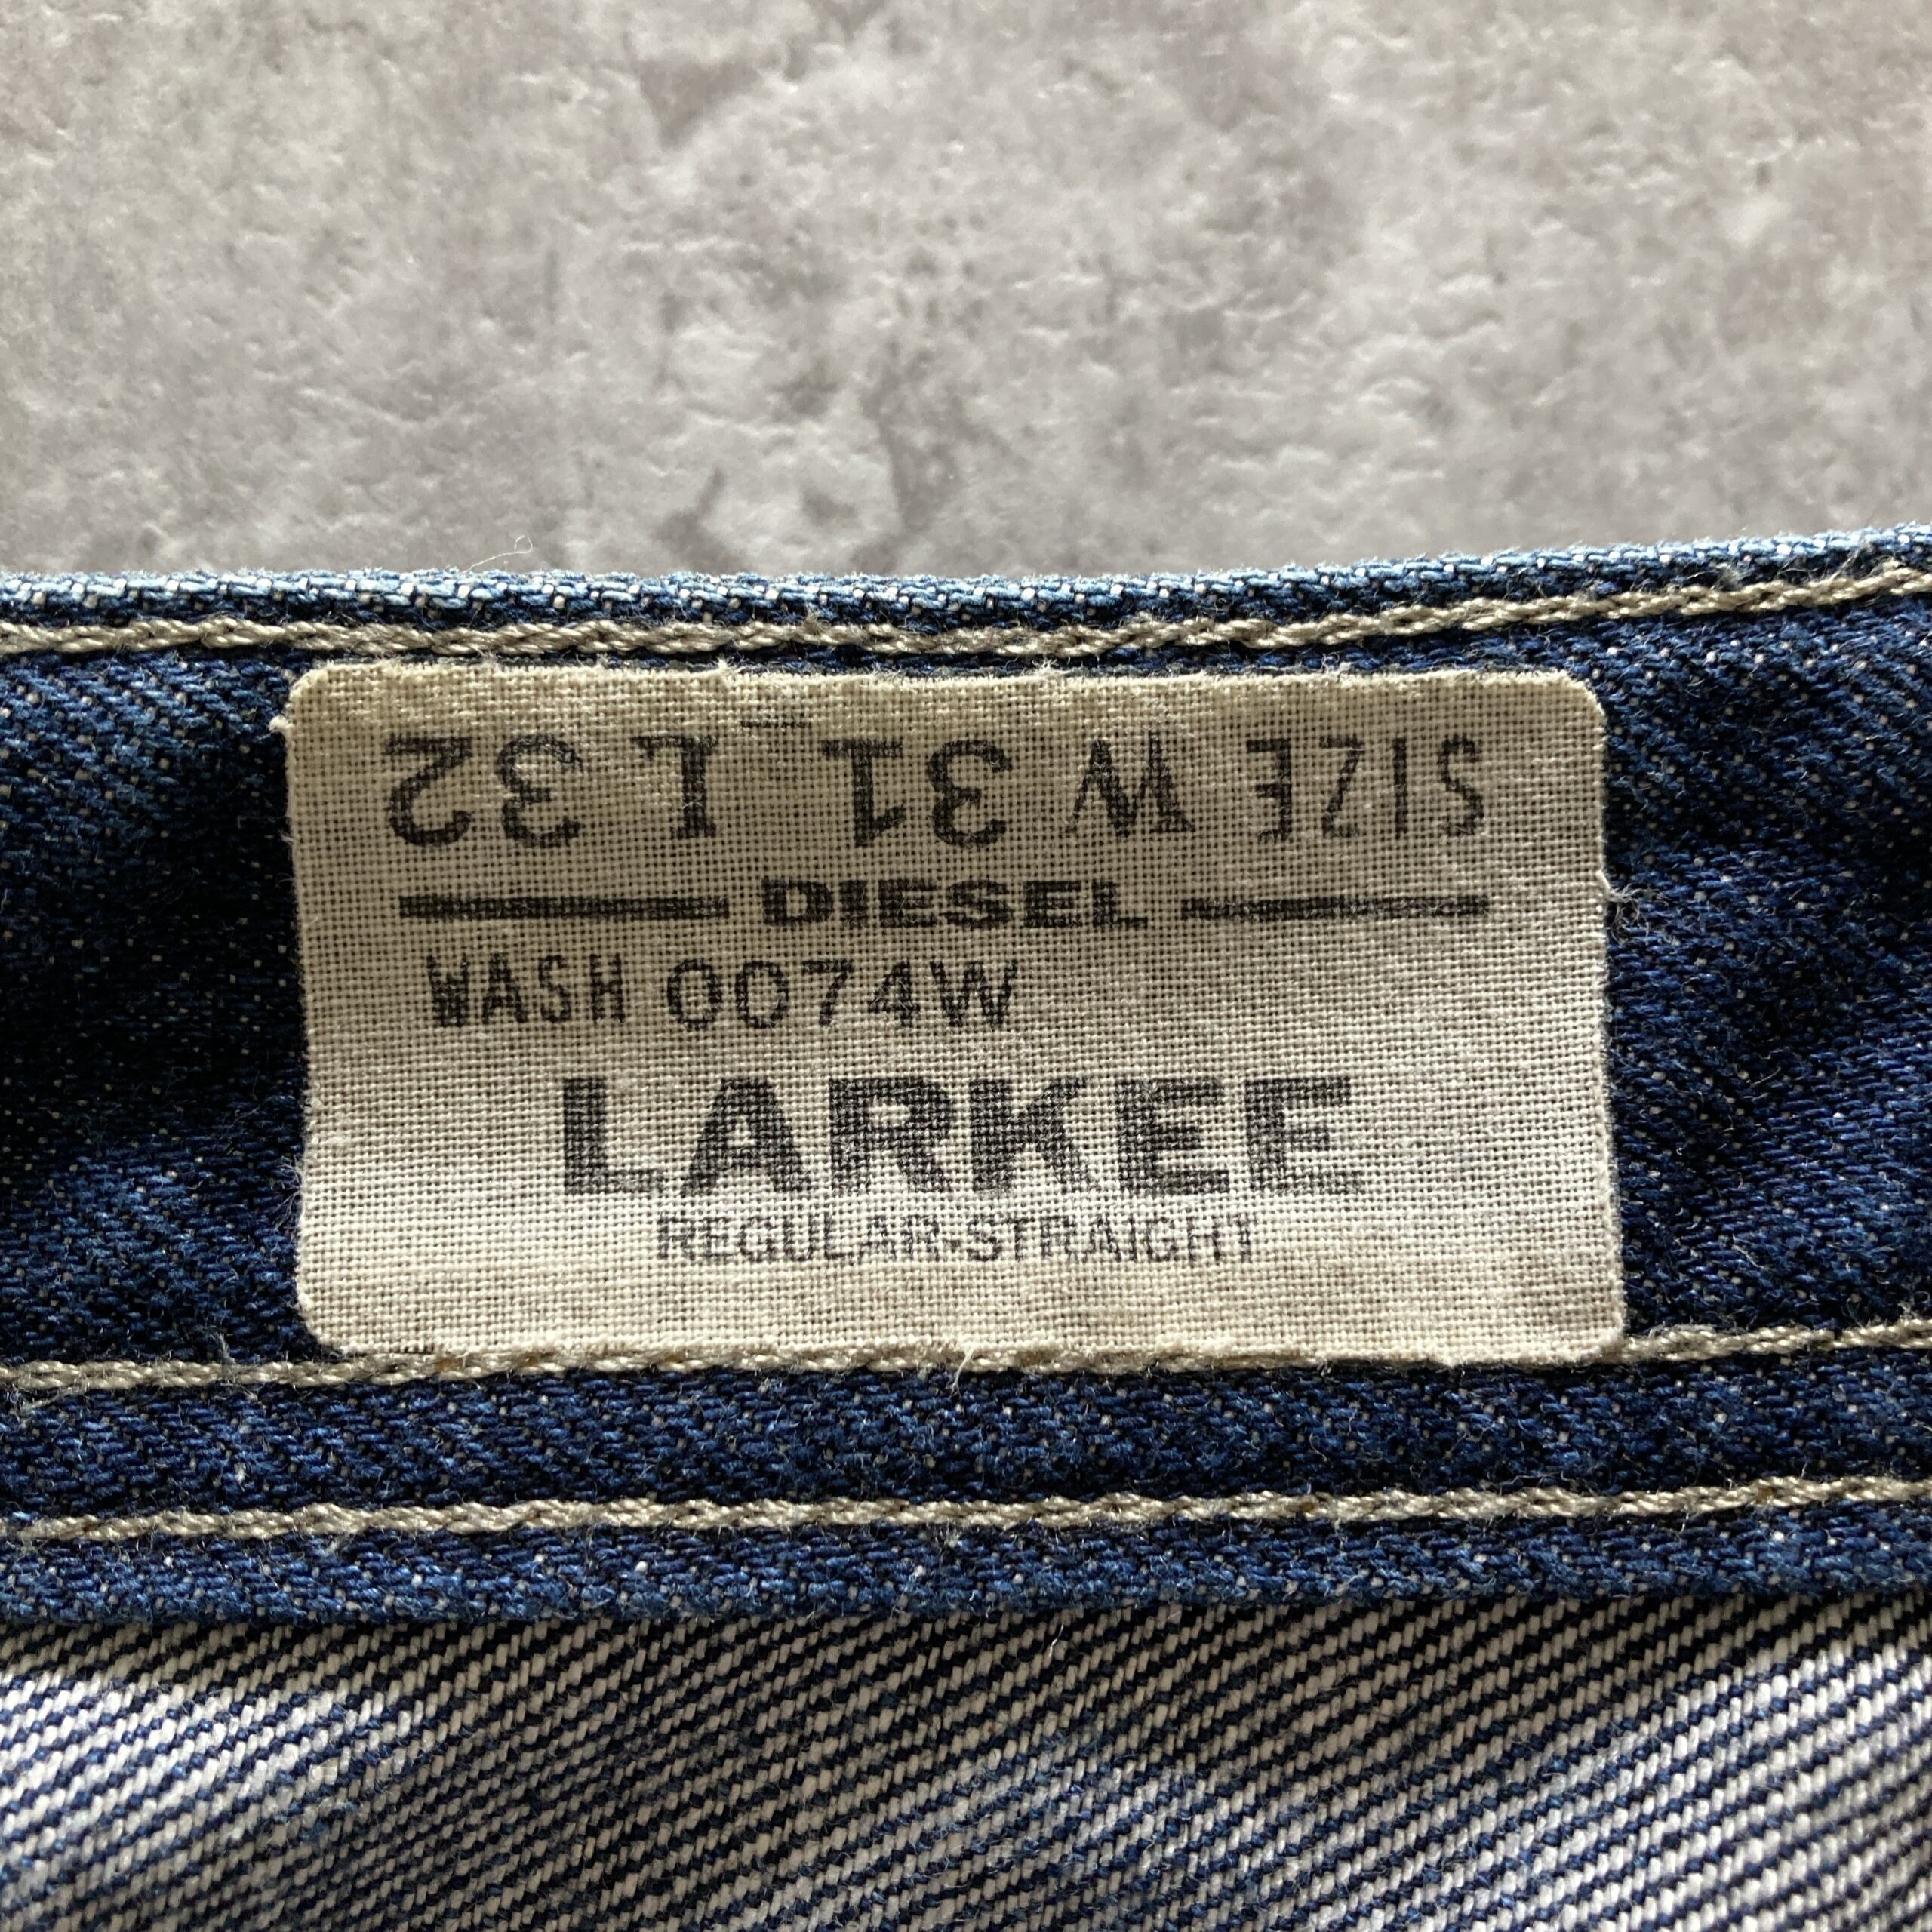 SIZE W 31 L 32
DIESEL
WASH 0074W
LARKEE
REGULAR-STRAIGHT